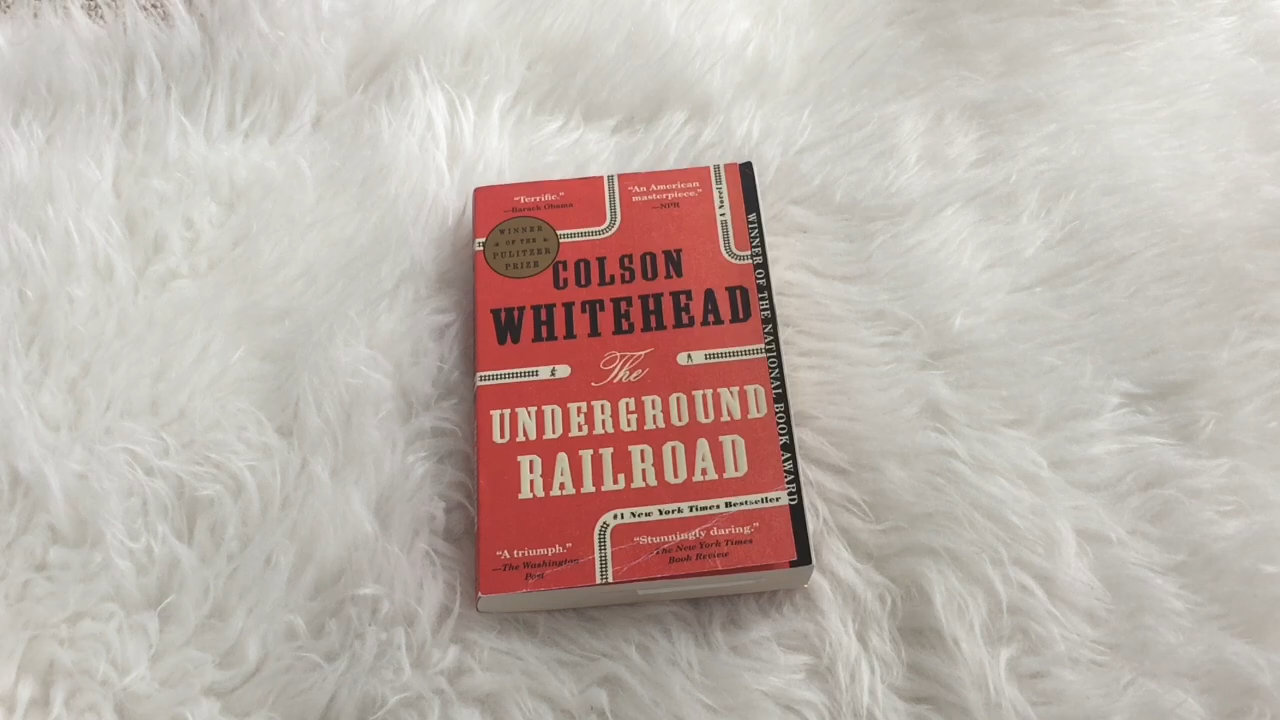 “Terrific.”
—Barack Obama
“An American
masterpiece.”
—NPR
A Novel
WINNER
OF THE
PULITZER
PRIZE
COLSON
WHITEHEAD
The
UNDERGROUND
RAILROAD
#1 New York Times Bestseller
“A triumph.”
—The Washington
Post
“Stunningly daring.”
—The New York Times
Book Review
WINNER OF THE NATIONAL BOOK AWARD